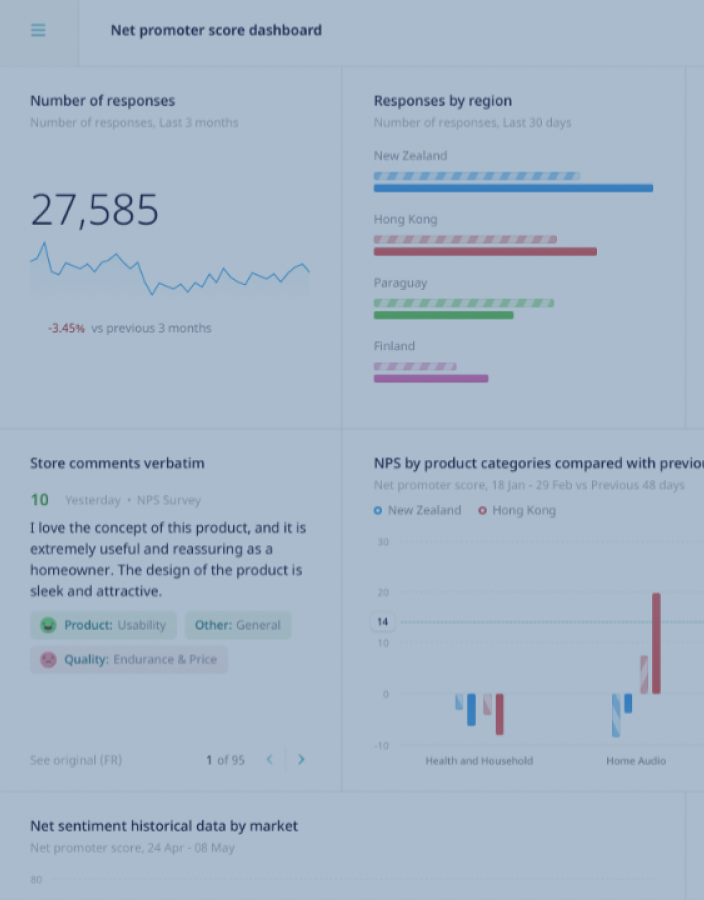 Net promoter score dashboard
Number of responses
Number of responses, Last 3 months
27,585
-3.45% vs previous 3 months
Responses by region
Number of responses, Last 30 days
New Zealand
Hong Kong
Paraguay
Finland
Store comments verbatim
10 Yesterday • NPS Survey
I love the concept of this product, and it is
extremely useful and reassuring as a
homeowner. The design of the product is
sleek and attractive.
Product: Usability
Other: General
Quality: Endurance & Price
See original (FR)
1 of 95
NPS by product categories compared with previou
Net promoter score, 18 Jan - 29 Feb vs Previous 48 days
New Zealand
Hong Kong
30
20
14
10
0
-10
Health and Household
Home Audio
Net sentiment historical data by market
Net promoter score, 24 Apr - 08 May
80